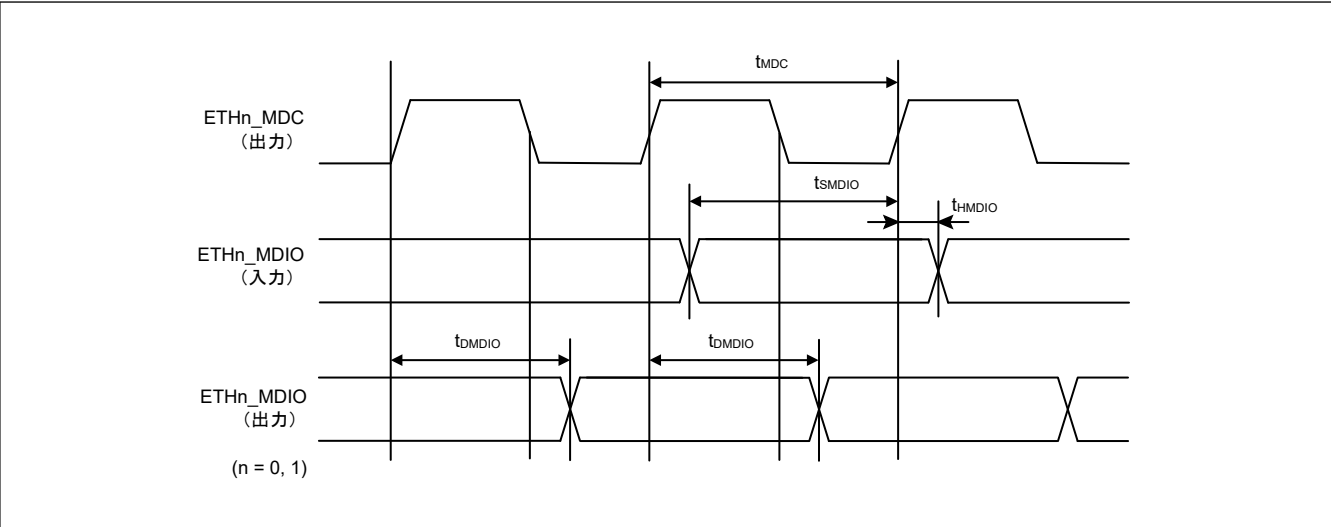 tMDC
ETHn_MDC
（出力）
tSMDIO
tHMDIO
ETHn_MDIO
（入力）
tDMDIO
tDMDIO
ETHn_MDIO
（出力）
(n = 0, 1)